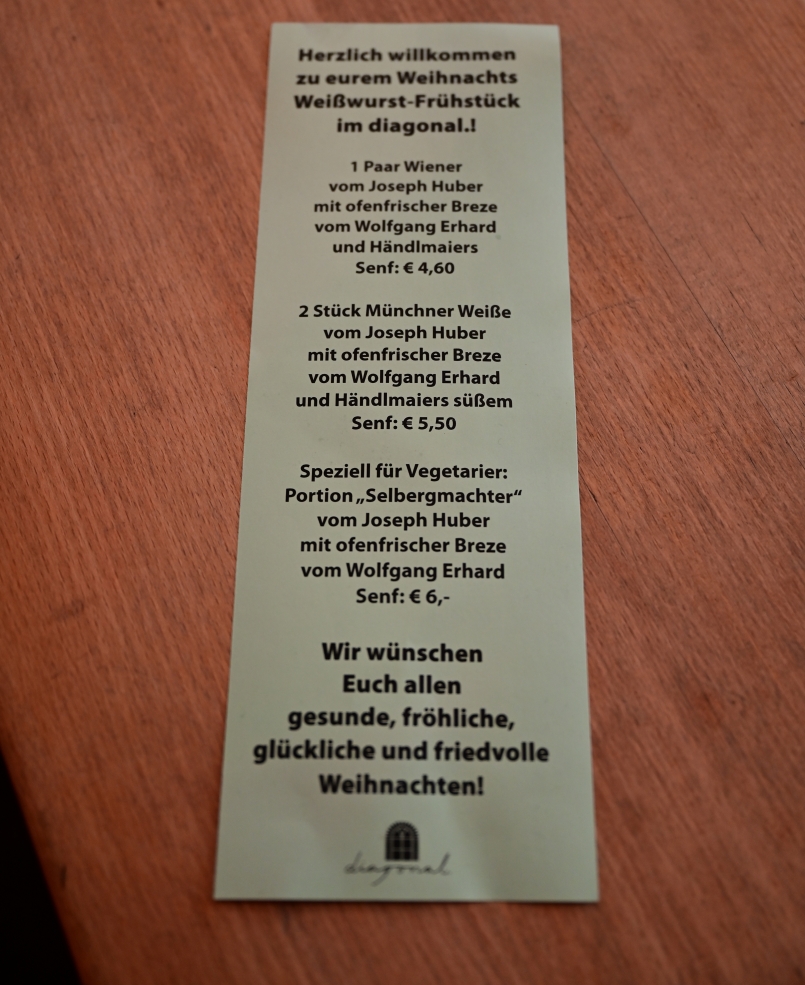 Herzlich willkommen
zu eurem Weihnachts
Weißwurst-Frühstück
im diagonal.!
1 Paar Wiener
vom Joseph Huber
mit ofenfrischer Breze
vom Wolfgang Erhard
und Händlmaiers
Senf: € 4,60
2 Stück Münchner Weiße
vom Joseph Huber
mit ofenfrischer Breze
vom Wolfgang Erhard
und Händlmaiers süßem
Senf: € 5,50
Speziell für Vegetarier:
Portion „Selbergmachter“
vom Joseph Huber
mit ofenfrischer Breze
vom Wolfgang Erhard
Senf: € 6,-
Wir wünschen
Euch allen
gesunde, fröhliche,
glückliche und friedvolle
Weihnachten!
diagonal